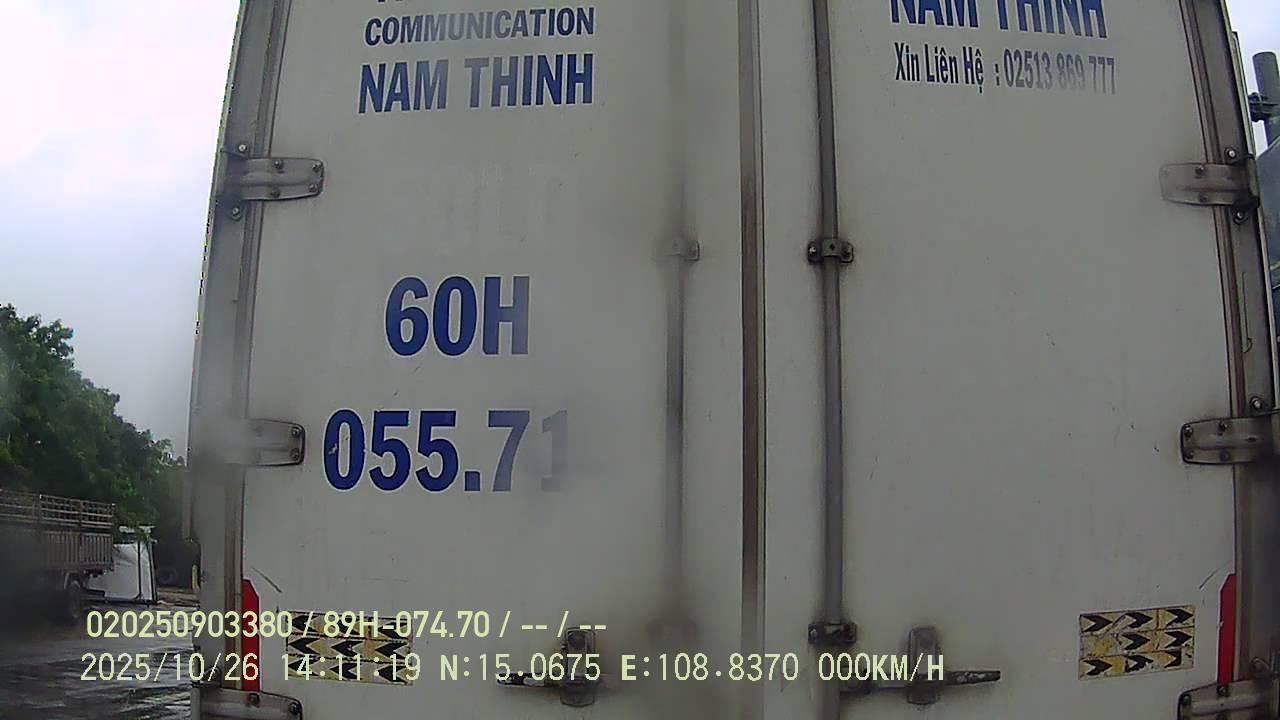 COMMUNICATION
NAM THINH
NAM THINH
Xin Liên Hệ : 02513 869 777
60H
055.71
020250903380 / 89H-074.70 / -- / --
2025/10/26 14:11:19 N:15.0675 E:108.8370 000KM/H